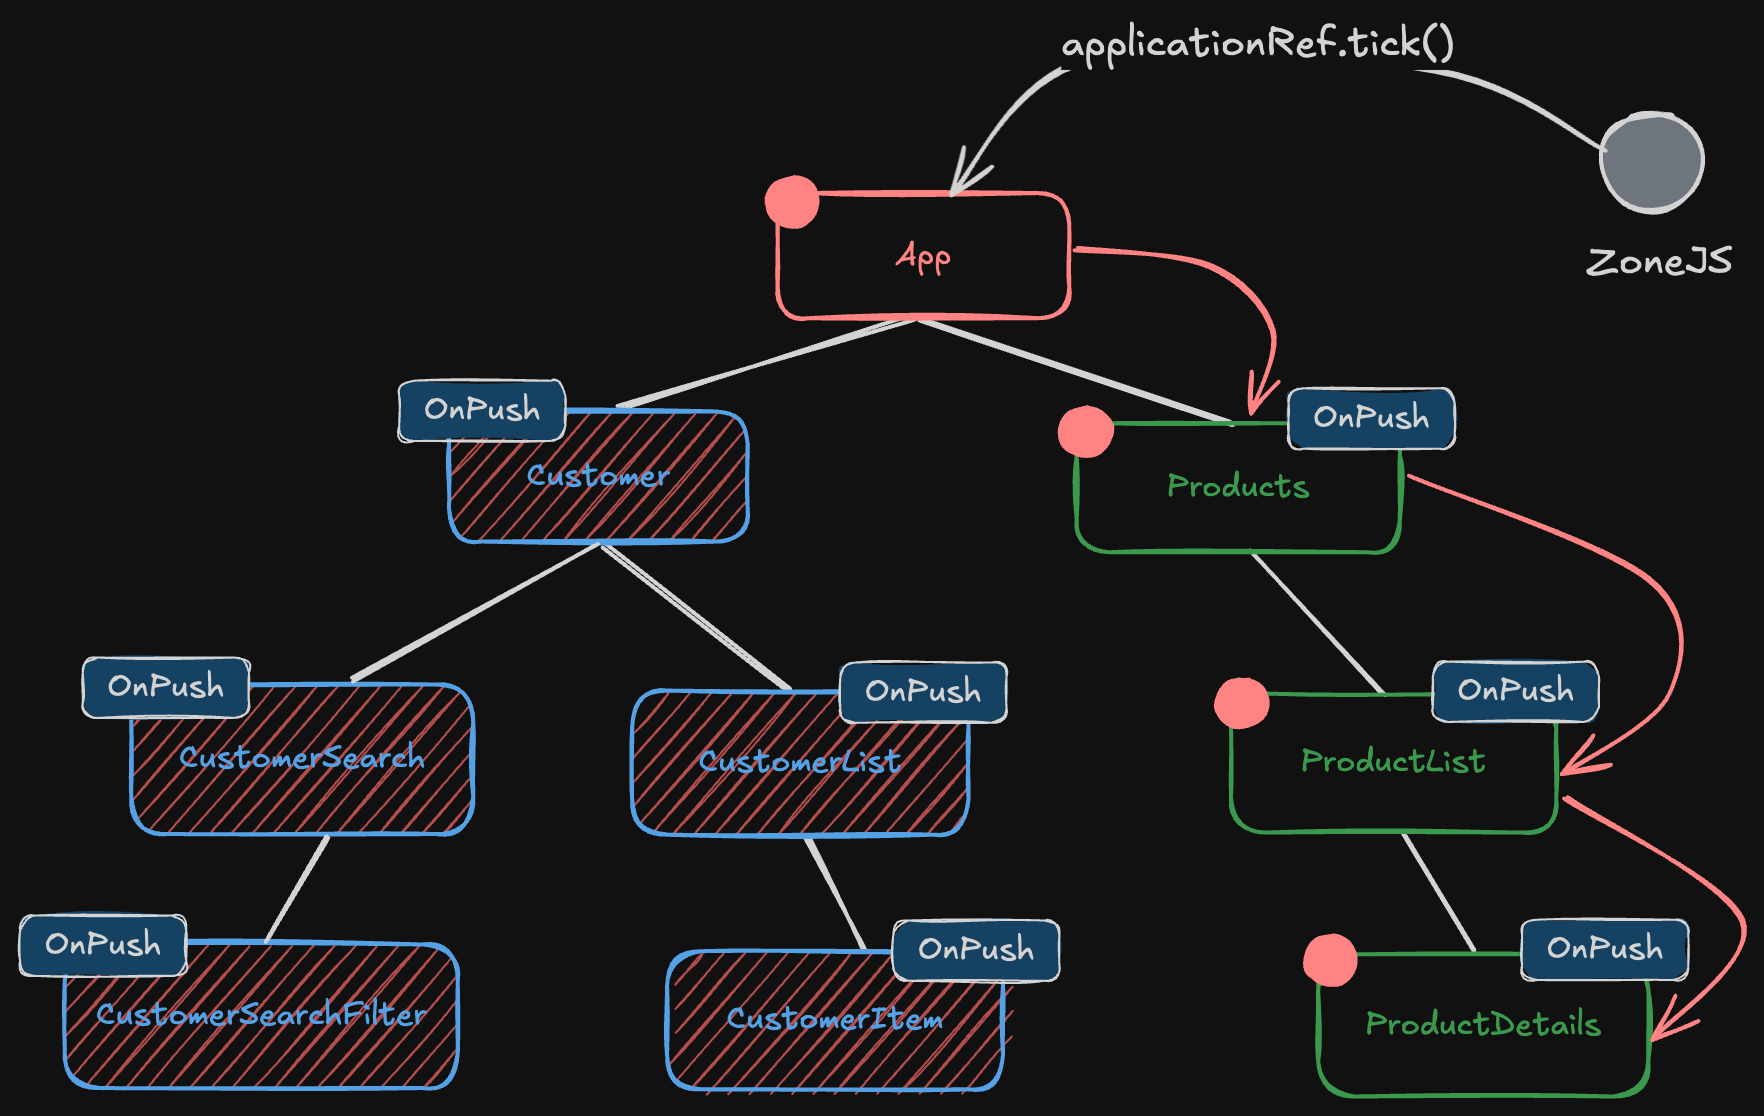 applicationRef.tick()
ZoneJS
App
OnPush
Customer
OnPush
Products
OnPush
CustomerSearch
OnPush
CustomerList
OnPush
ProductList
OnPush
CustomerSearchFilter
OnPush
CustomerItem
OnPush
ProductDetails